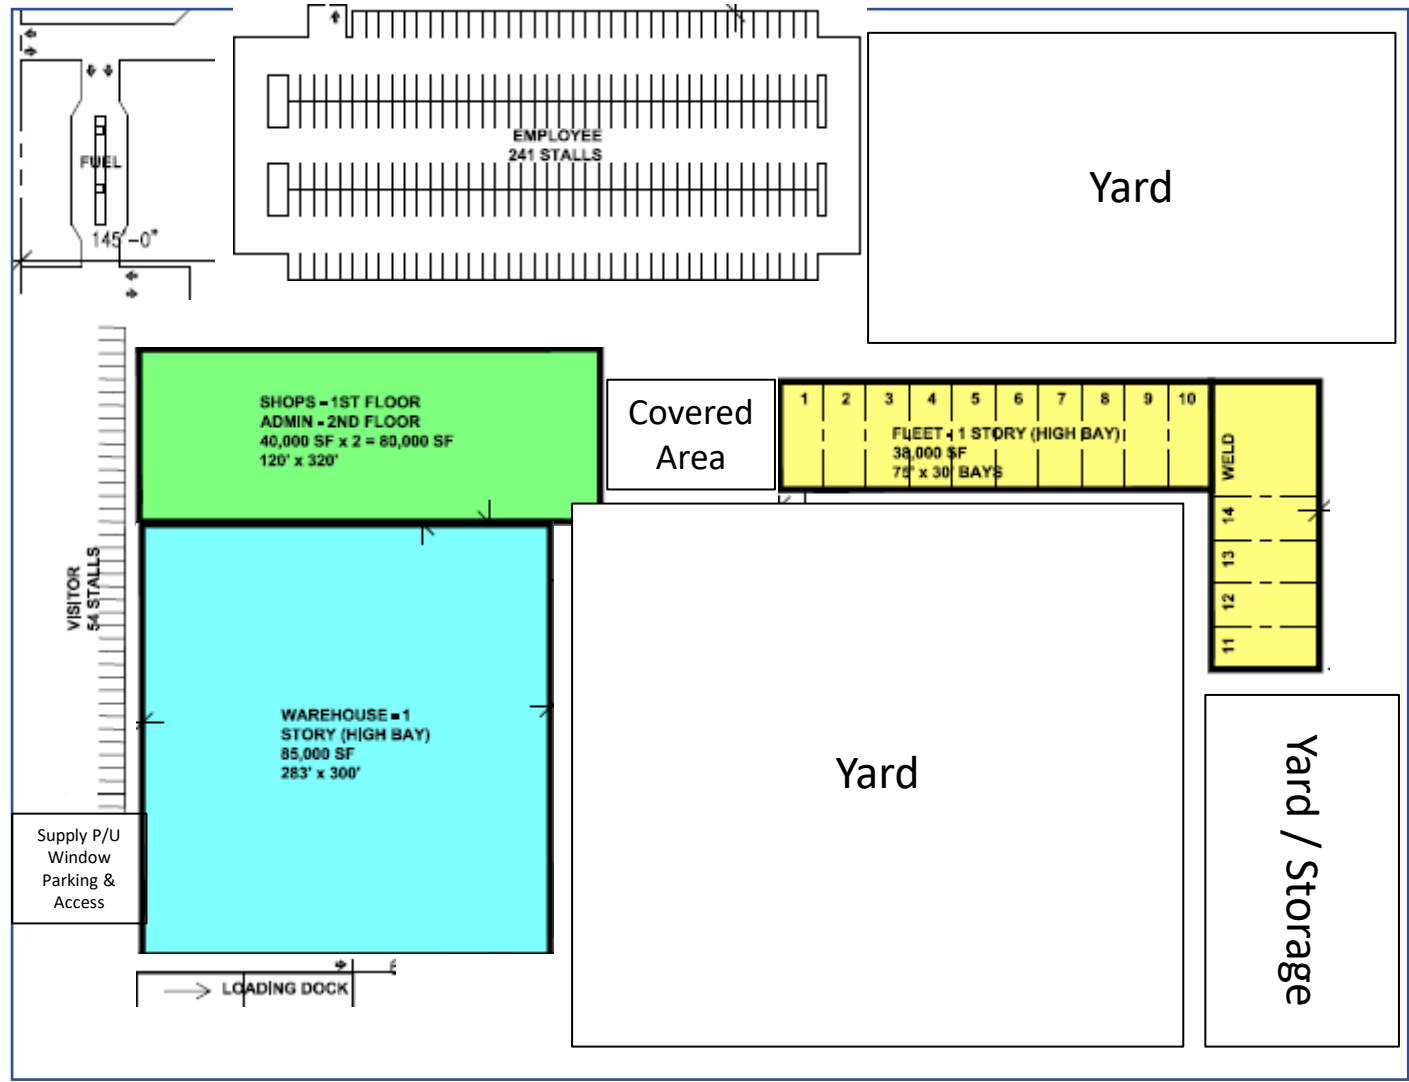 EMPLOYEE
241 STALLS
FUEL
145'-0"
Yard
SHOPS - 1ST FLOOR
ADMIN - 2ND FLOOR
40,000 SF x 2 = 80,000 SF
120' x 320'
Covered
Area
1 2 3 4 5 6 7 8 9 10
FLEET - 1 STORY (HIGH BAY)
38,000 SF
75' x 30' BAYS
WELD
14
13
12
11
VISITOR
54 STALLS
WAREHOUSE - 1
STORY (HIGH BAY)
85,000 SF
283' x 300'
Yard
Yard / Storage
Supply P/U
Window
Parking &
Access
LOADING DOCK